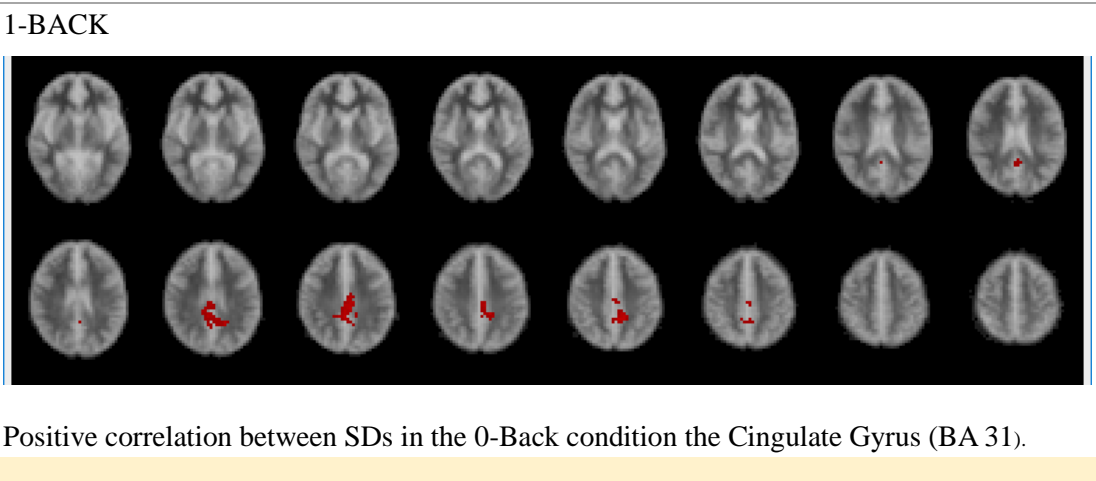 1-BACK
Positive correlation between SDs in the 0-Back condition the Cingulate Gyrus (BA 31).